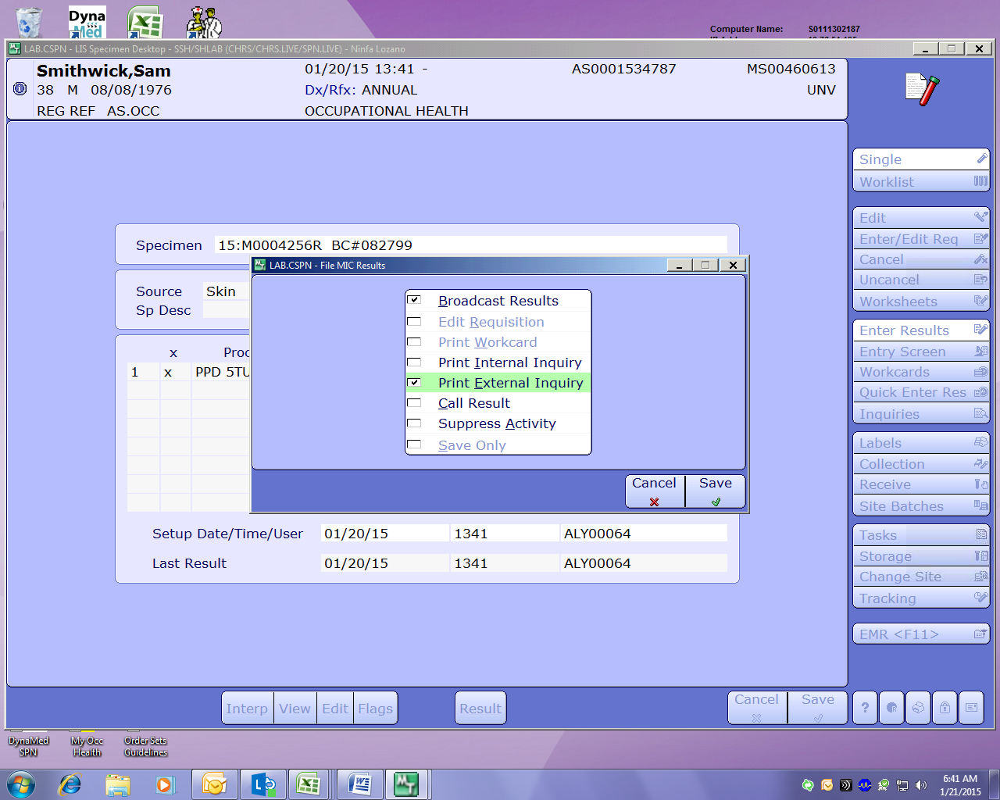 Dyna
Med
Computer Name: S0111302187
LAB.CSPN - LIS Specimen Desktop - SSH/SHLAB (CHRS/CHRS.LIVE/SPN.LIVE) - Ninfa Lozano
Smithwick,Sam 01/20/15 13:41 - AS0001534787 MS00460613
38 M 08/08/1976 Dx/Rfx: ANNUAL UNV
REG REF AS.OCC OCCUPATIONAL HEALTH
Single
Worklist
Edit
Enter/Edit Req
Cancel
Uncancel
Worksheets
Enter Results
Entry Screen
Workcards
Quick Enter Res
Inquiries
Labels
Collection
Receive
Site Batches
Tasks
Storage
Change Site
Tracking
EMR <F11>
Specimen 15:M0004256R BC#082799
Source Skin
Sp Desc
x Proc
1 x PPD 5TU
LAB.CSPN - File MIC Results
Broadcast Results
Edit Requisition
Print Workcard
Print Internal Inquiry
Print External Inquiry
Call Result
Suppress Activity
Save Only
Cancel Save
Setup Date/Time/User 01/20/15 1341 ALY00064
Last Result 01/20/15 1341 ALY00064
Interp View Edit Flags Result Cancel Save ?
DynaMed
SPN
My Occ
Health
Order Sets
Guidelines
6:41 AM
1/21/2015